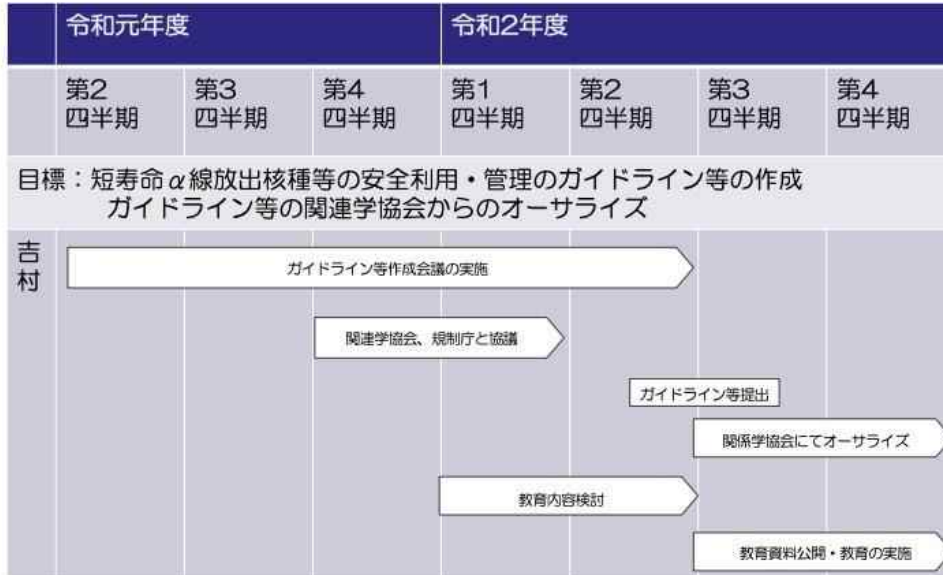 令和元年度 令和2年度
第2 第3 第4 第1 第2 第3 第4
四半期 四半期 四半期 四半期 四半期 四半期 四半期
目標：短寿命α線放出核種等の安全利用・管理のガイドライン等の作成
ガイドライン等の関連学協会からのオーサライズ
吉村
ガイドライン等作成会議の実施
関連学協会、規制庁と協議
ガイドライン等提出
関係学協会にてオーサライズ
教育内容検討
教育資料公開・教育の実施